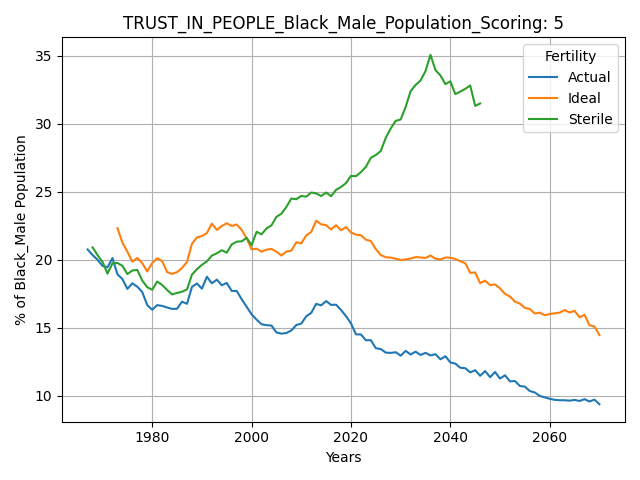 TRUST_IN_PEOPLE_Black_Male_Population_Scoring: 5
Fertility
Actual
Ideal
Sterile
35
30
25
20
15
10
% of Black_Male Population
1980
2000
2020
2040
2060
Years